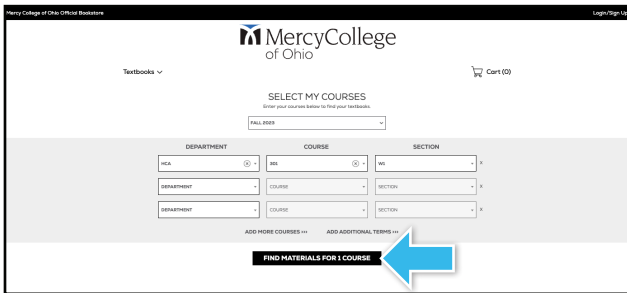 Mercy College of Ohio Official Bookstore Login/Sign Up
MercyCollege
of Ohio
Textbooks Cart (0)
SELECT MY COURSES
Enter your courses below to find your textbooks.
FALL 2023
DEPARTMENT COURSE SECTION
HCA 301 W1 X
DEPARTMENT COURSE SECTION X
DEPARTMENT COURSE SECTION X
ADD MORE COURSES ••• ADD ADDITIONAL TERMS •••
FIND MATERIALS FOR 1 COURSE